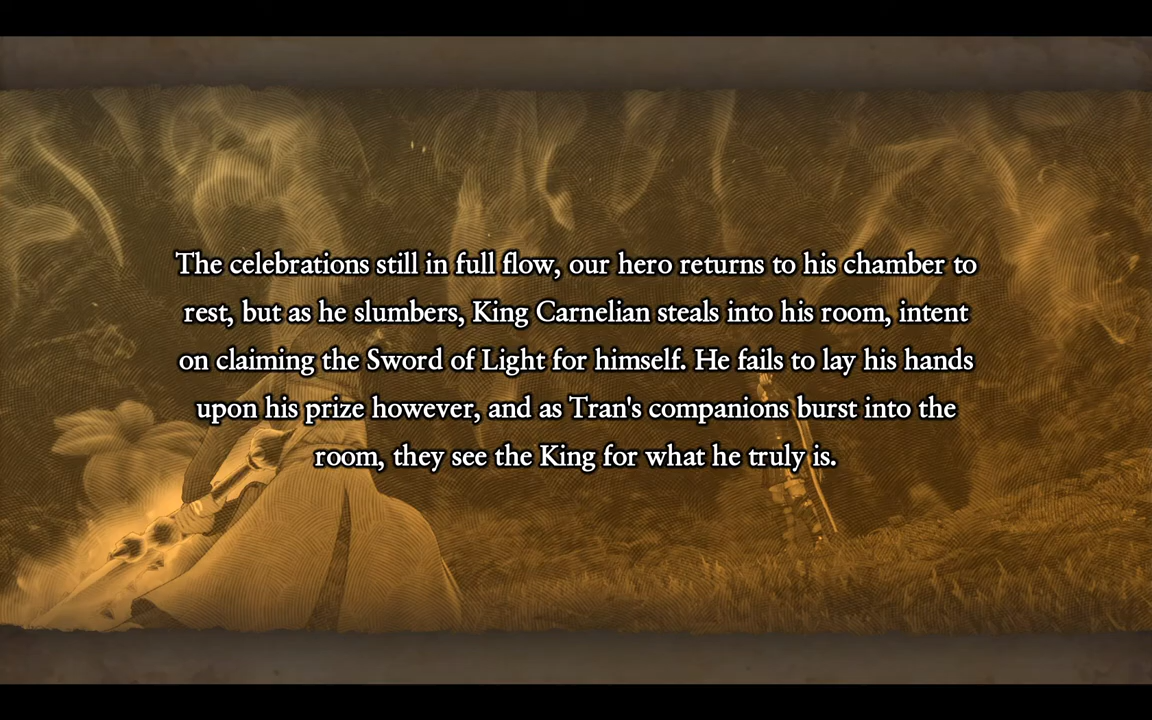 The celebrations still in full flow, our hero returns to his chamber to
rest, but as he slumbers, King Carnelian steals into his room, intent
on claiming the Sword of Light for himself. He fails to lay his hands
upon his prize however, and as Tran's companions burst into the
room, they see the King for what he truly is.